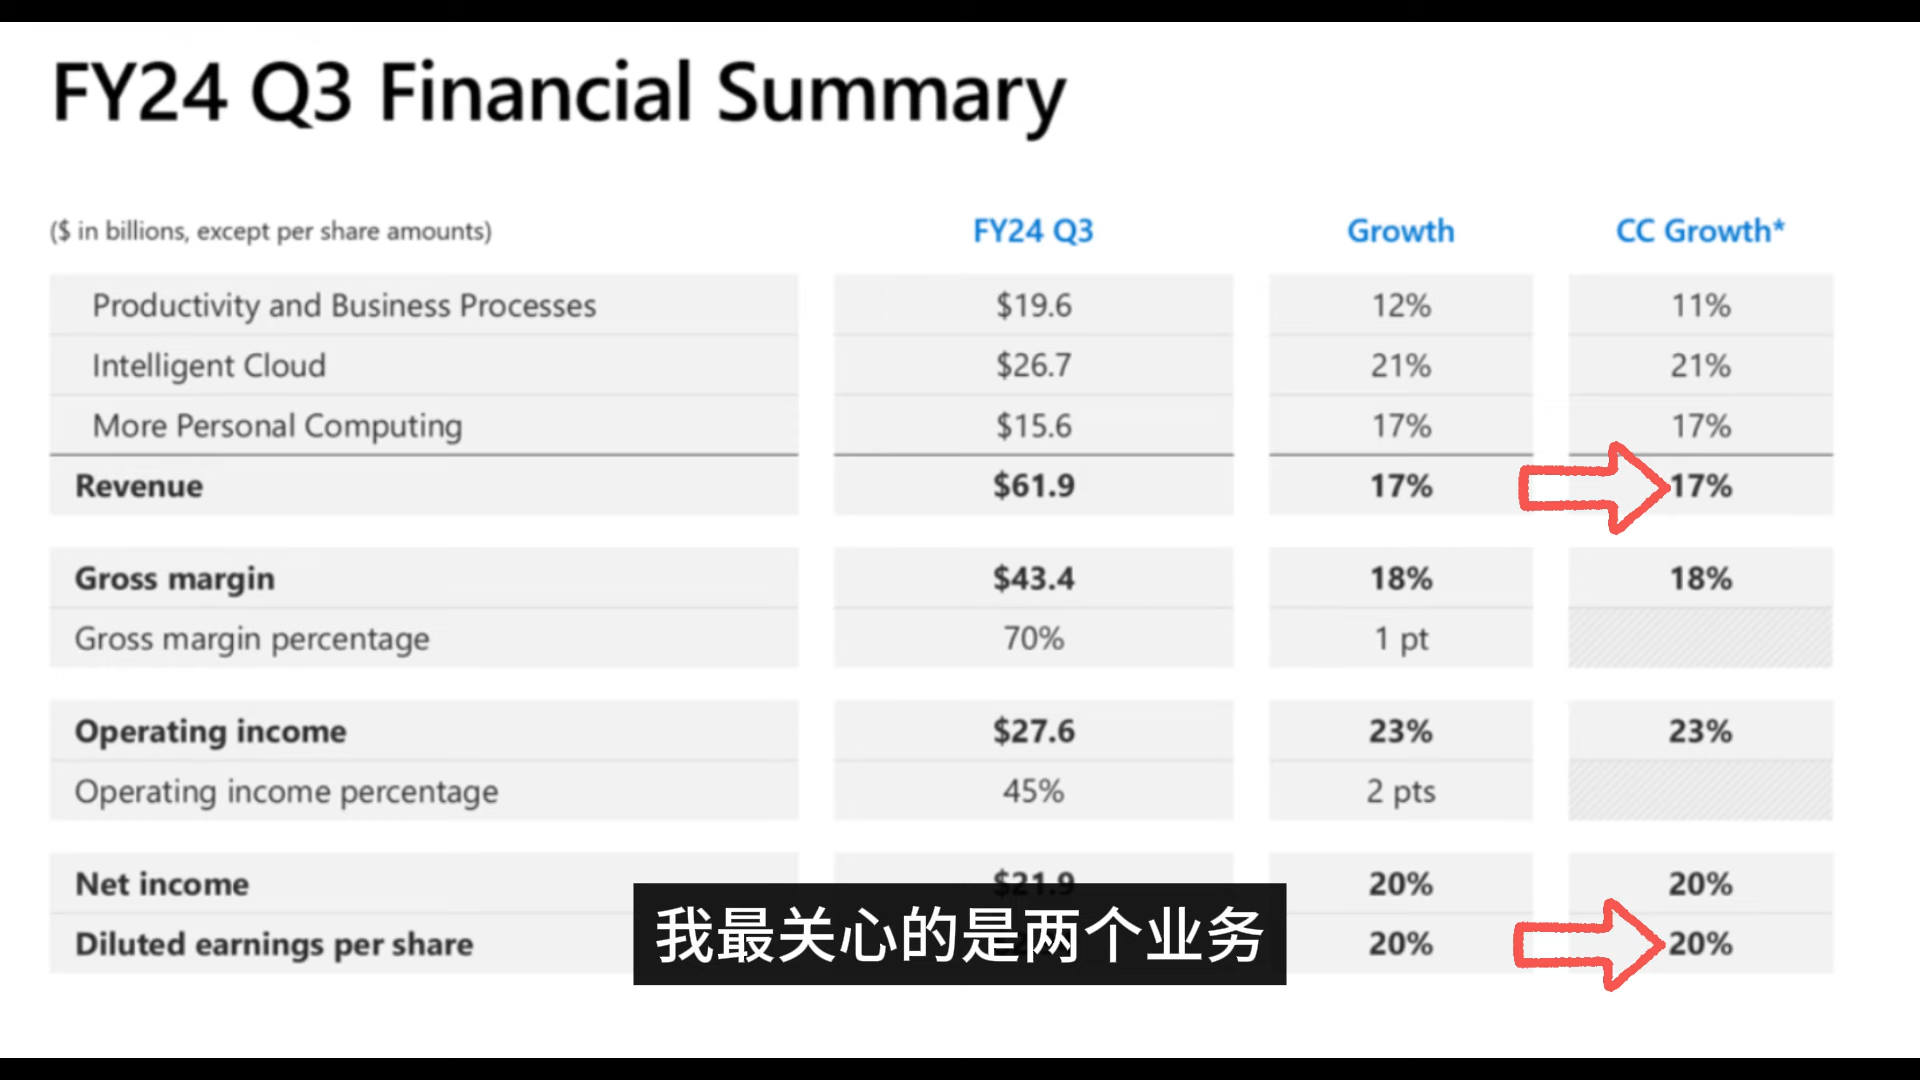 FY24 Q3 Financial Summary
($ in billions, except per share amounts) FY24 Q3 Growth CC Growth*
Productivity and Business Processes $19.6 12% 11%
Intelligent Cloud $26.7 21% 21%
More Personal Computing $15.6 17% 17%
Revenue $61.9 17% 17%
Gross margin $43.4 18% 18%
Gross margin percentage 70% 1 pt
Operating income $27.6 23% 23%
Operating income percentage 45% 2 pts
Net income $21.9 20% 20%
Diluted earnings per share 20% 20%
我最关心的是两个业务